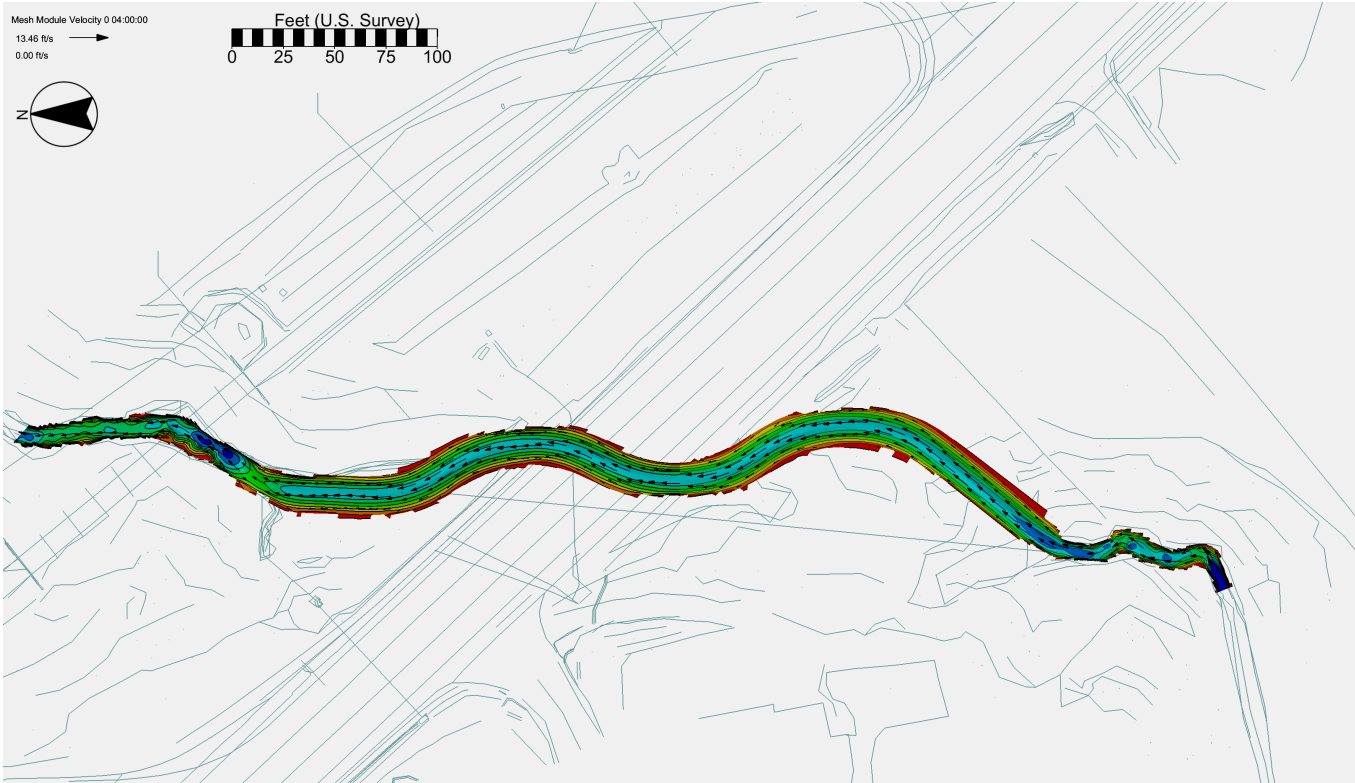 Mesh Module Velocity 0 04:00:00
13.46 ft/s
0.00 ft/s
Feet (U.S. Survey)
0 25 50 75 100
N